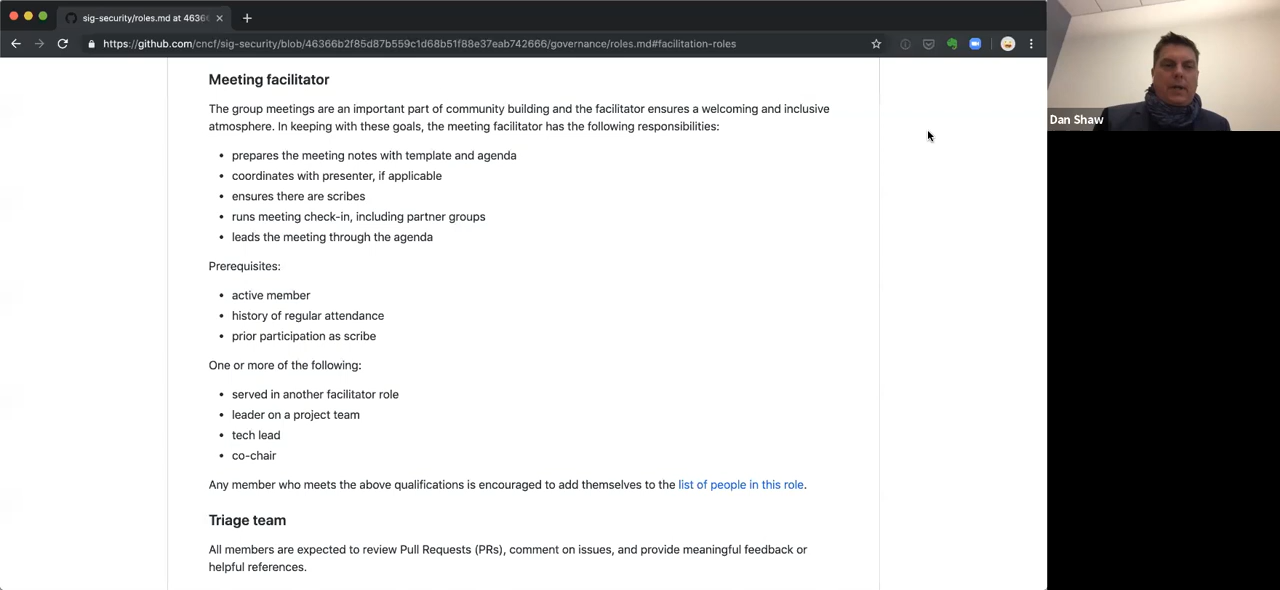 sig-security/roles.md at 4636
https://github.com/cncf/sig-security/blob/46366b2f85d87b559c1d68b51f88e37eab742666/governance/roles.md#facilitation-roles
Meeting facilitator
The group meetings are an important part of community building and the facilitator ensures a welcoming and inclusive
atmosphere. In keeping with these goals, the meeting facilitator has the following responsibilities:
• prepares the meeting notes with template and agenda
• coordinates with presenter, if applicable
• ensures there are scribes
• runs meeting check-in, including partner groups
• leads the meeting through the agenda
Prerequisites:
• active member
• history of regular attendance
• prior participation as scribe
One or more of the following:
• served in another facilitator role
• leader on a project team
• tech lead
• co-chair
Any member who meets the above qualifications is encouraged to add themselves to the list of people in this role.
Triage team
All members are expected to review Pull Requests (PRs), comment on issues, and provide meaningful feedback or
helpful references.
Dan Shaw